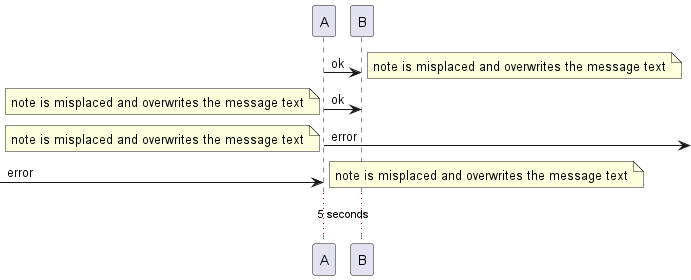 A B
ok note is misplaced and overwrites the message text
note is misplaced and overwrites the message text ok
note is misplaced and overwrites the message text error
error note is misplaced and overwrites the message text
5 seconds
A B